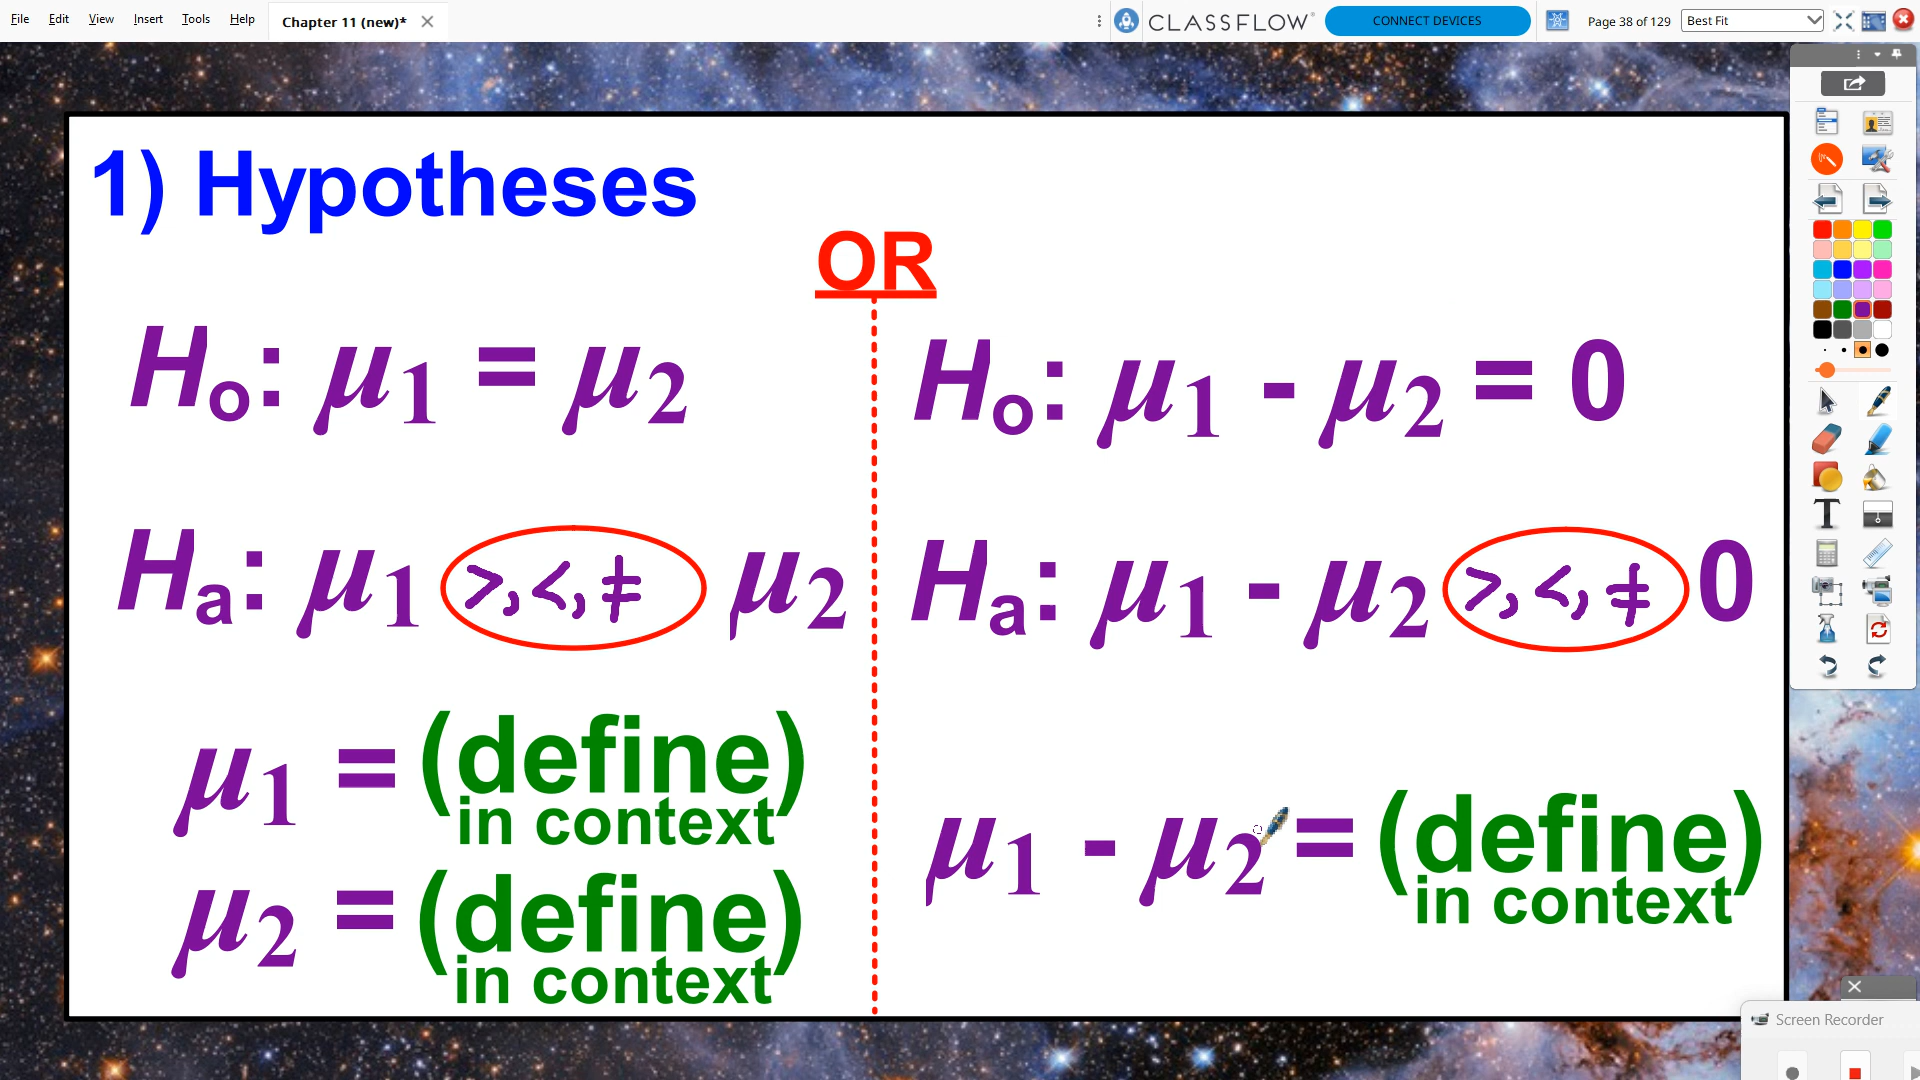 File Edit View Insert Tools Help Chapter 11 (new)* CLASSFLOW CONNECT DEVICES Page 38 of 129 Best Fit
1) Hypotheses
OR
Ho: μ1 = μ2
Ha: μ1 >, <, ≠ μ2
μ1 = (define)
in context
μ2 = (define)
in context
Ho: μ1 - μ2 = 0
Ha: μ1 - μ2 >, <, ≠ 0
μ1 - μ2 = (define)
in context
T
Screen Recorder